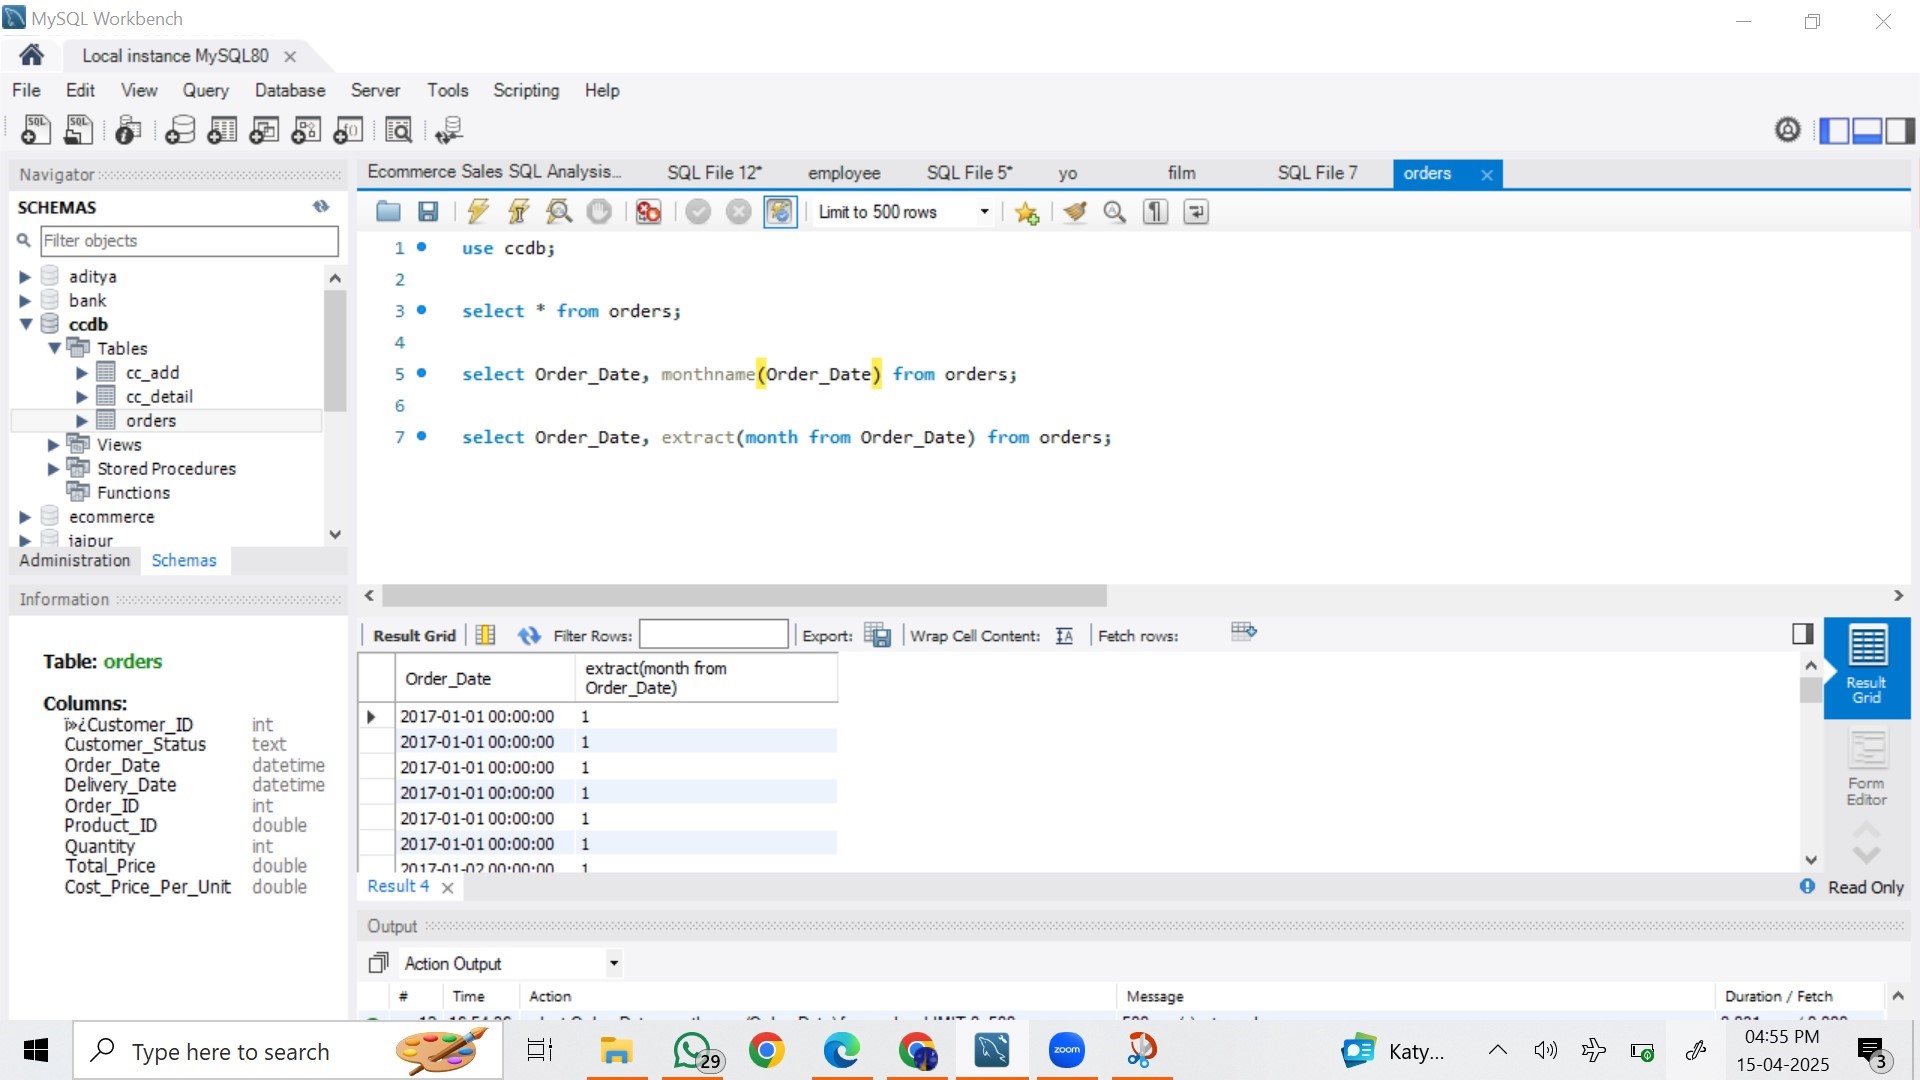 MySQL Workbench
Local instance MySQL80
File Edit View Query Database Server Tools Scripting Help
Navigator
SCHEMAS
Filter objects
aditya
bank
ccdb
Tables
cc_add
cc_detail
orders
Views
Stored Procedures
Functions
ecommerce
jaipur
Administration Schemas
Information
Table: orders
Columns:
ï»¿Customer_ID int
Customer_Status text
Order_Date datetime
Delivery_Date datetime
Order_ID int
Product_ID double
Quantity int
Total_Price double
Cost_Price_Per_Unit double
Ecommerce Sales SQL Analysis... SQL File 12* employee SQL File 5* yo film SQL File 7 orders
Limit to 500 rows
1 use ccdb;
2
3 select * from orders;
4
5 select Order_Date, monthname(Order_Date) from orders;
6
7 select Order_Date, extract(month from Order_Date) from orders;
Result Grid Filter Rows: Export: Wrap Cell Content: Fetch rows:
Order_Date extract(month from Order_Date)
2017-01-01 00:00:00 1
2017-01-01 00:00:00 1
2017-01-01 00:00:00 1
2017-01-01 00:00:00 1
2017-01-01 00:00:00 1
2017-01-01 00:00:00 1
2017-01-02 00:00:00 1
Result Grid
Form Editor
Result 4
Read Only
Output
Action Output
# Time Action Message Duration / Fetch
Type here to search
29
zoom
Katy...
04:55 PM
15-04-2025
3